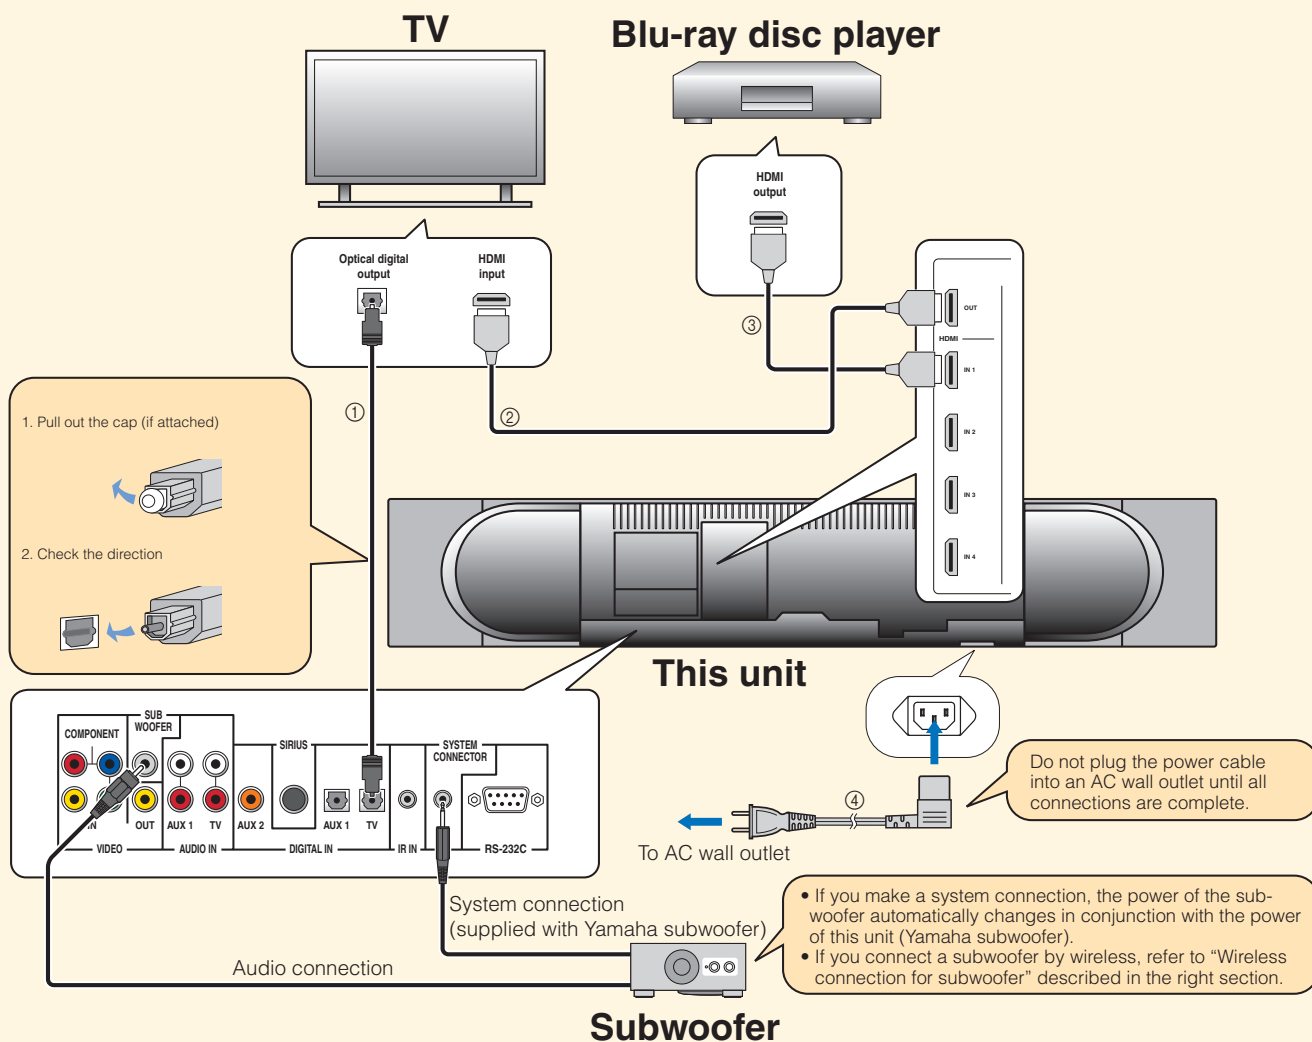 TV
Blu-ray disc player
HDMI
output
Optical digital
output
HDMI
input
OUT
HDMI
IN 1
IN 2
IN 3
IN 4
③
①
②
1. Pull out the cap (if attached)
2. Check the direction
This unit
SUB
WOOFER
COMPONENT
SIRIUS
SYSTEM
CONNECTOR
IN
OUT
AUX 1
TV
AUX 2
AUX 1
TV
VIDEO
AUDIO IN
DIGITAL IN
IR IN
RS-232C
Do not plug the power cable
into an AC wall outlet until all
connections are complete.
④
To AC wall outlet
System connection
(supplied with Yamaha subwoofer)
Audio connection
• If you make a system connection, the power of the sub-
woofer automatically changes in conjunction with the power
of this unit (Yamaha subwoofer).
• If you connect a subwoofer by wireless, refer to “Wireless
connection for subwoofer” described in the right section.
Subwoofer